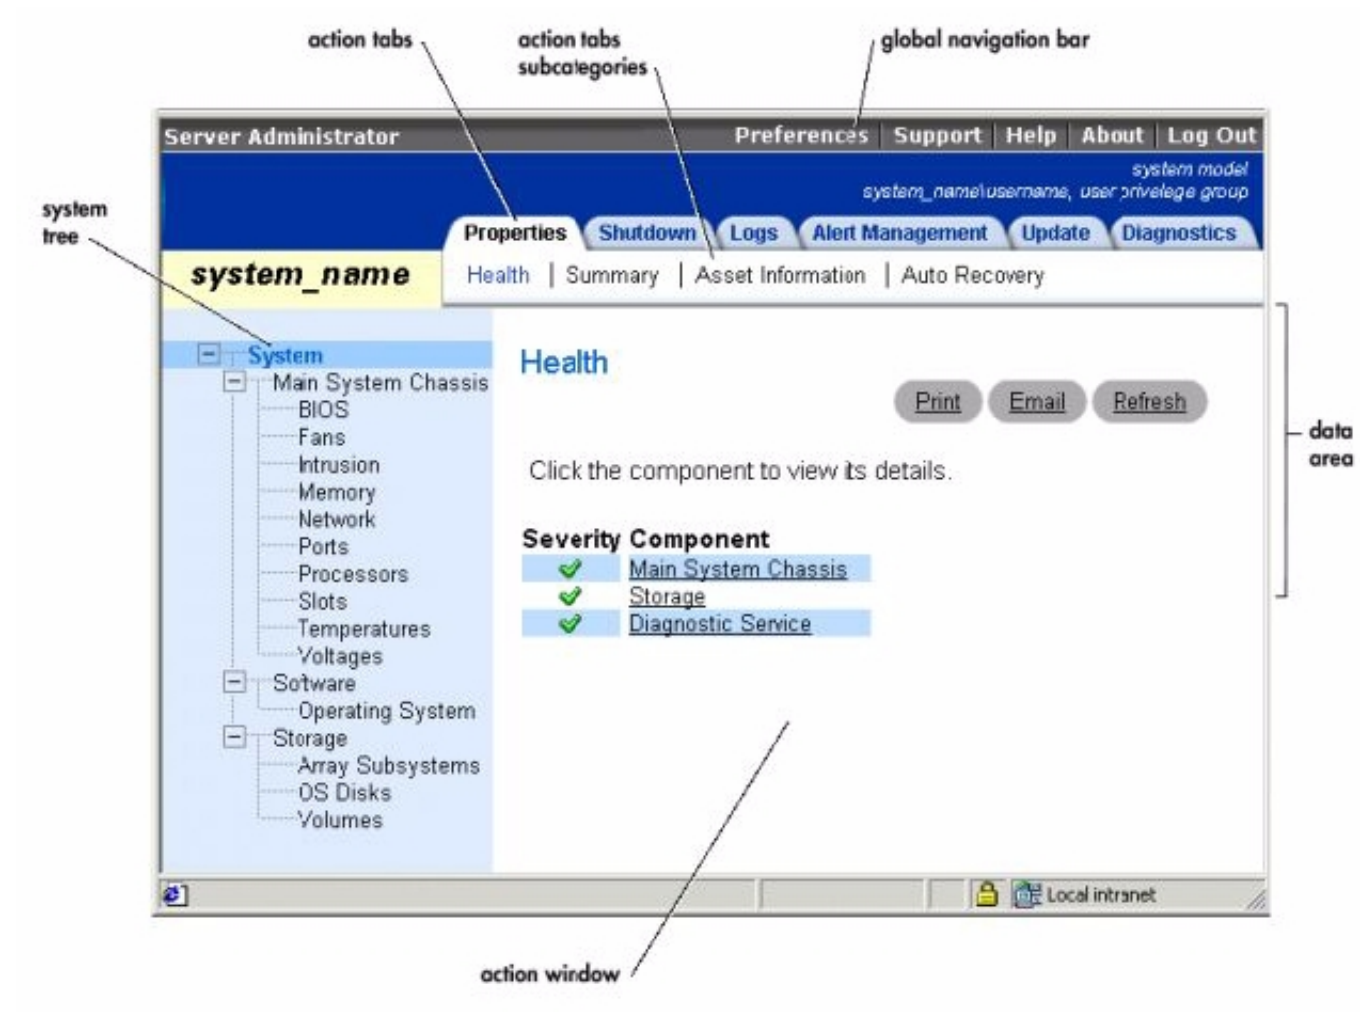 action tabs
action tabs
subcategories
global navigation bar
Server Administrator
Preferences | Support | Help | About | Log Out
system model
system_name\username, user privelege group
system
tree
Properties Shutdown Logs Alert Management Update Diagnostics
system_name
Health | Summary | Asset Information | Auto Recovery
System
Main System Chassis
BIOS
Fans
Intrusion
Memory
Network
Ports
Processors
Slots
Temperatures
Voltages
Software
Operating System
Storage
Array Subsystems
OS Disks
Volumes
Health
Print Email Refresh
Click the component to view its details.
Severity Component
Main System Chassis
Storage
Diagnostic Service
data
area
Local intranet
action window